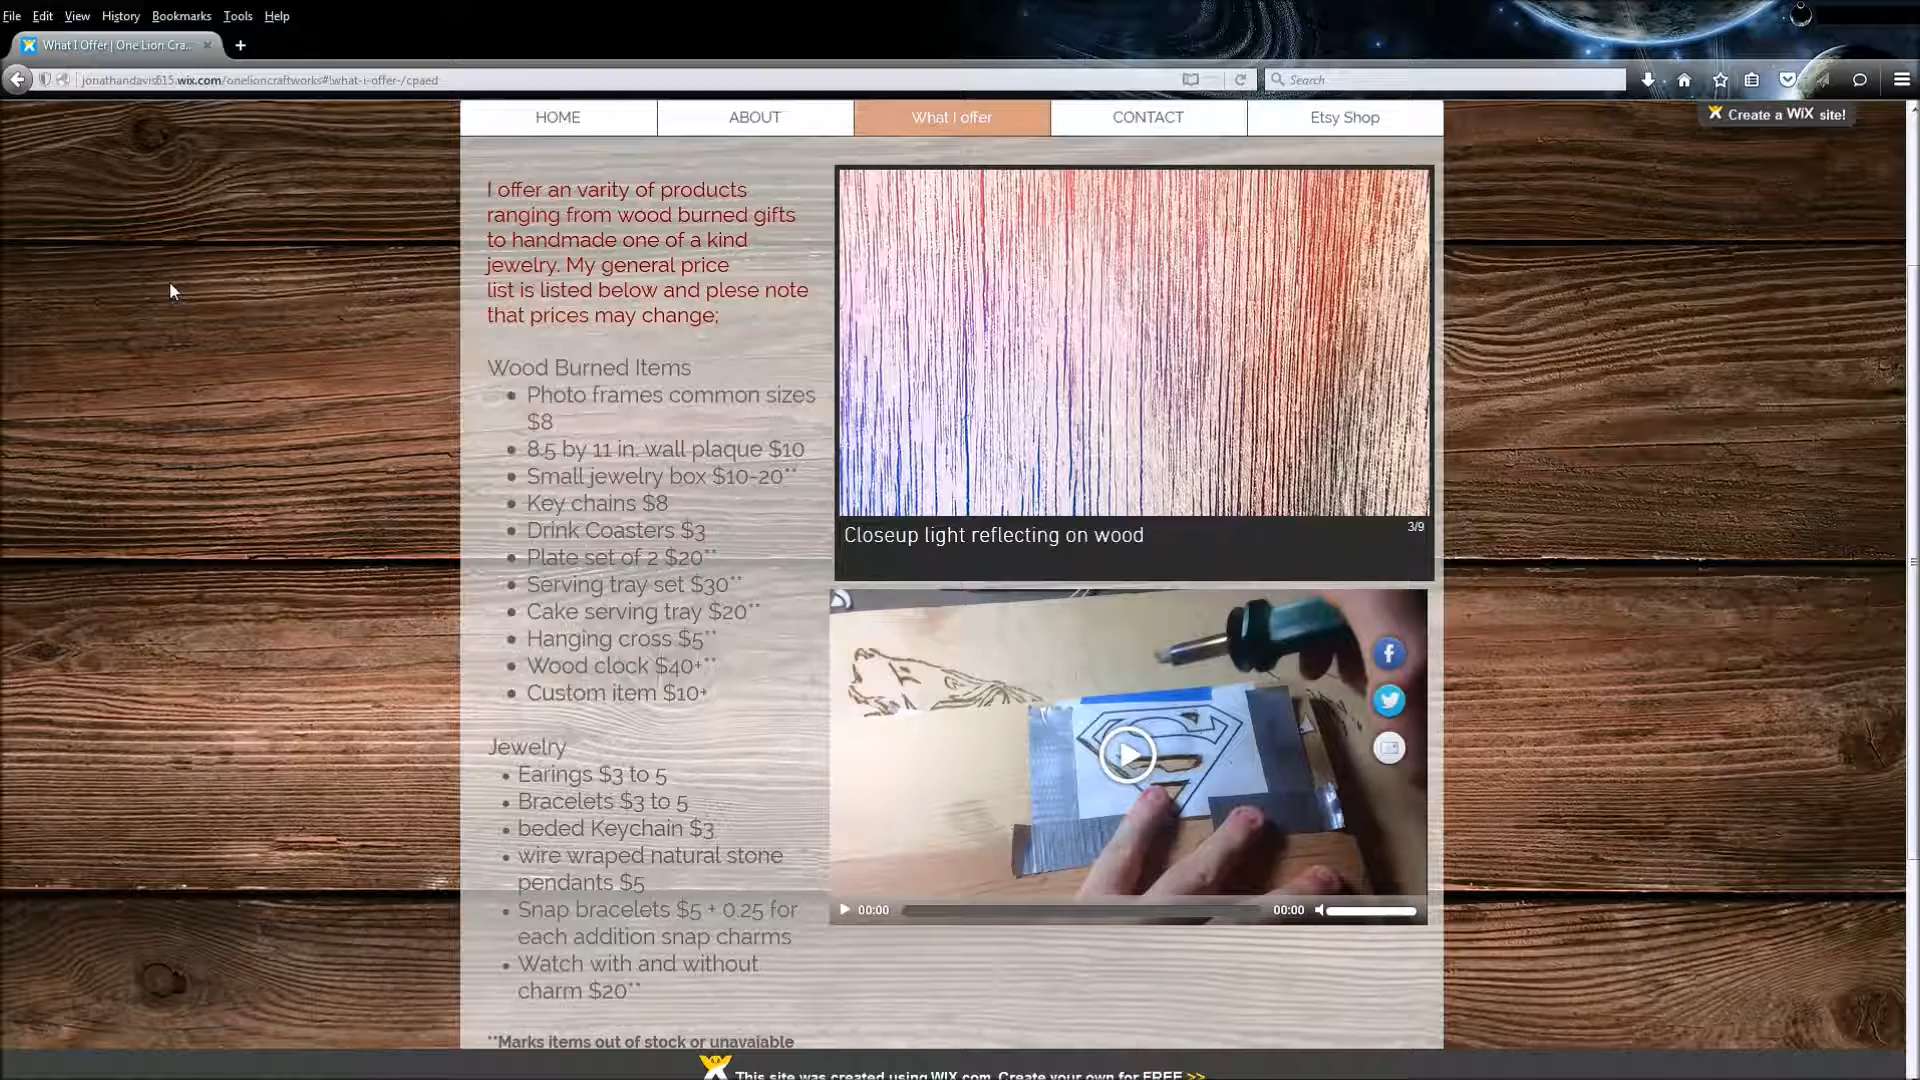 File Edit View History Bookmarks Tools Help
What I Offer | One Lion Cra...
jonathandavis615.wix.com/onelioncraftworks#!what-i-offer-/cpaed
Search
HOME ABOUT What I offer CONTACT Etsy Shop
Create a WiX site!
I offer an varity of products
ranging from wood burned gifts
to handmade one of a kind
jewelry. My general price
list is listed below and plese note
that prices may change;
Wood Burned Items
Photo frames common sizes
$8
8.5 by 11 in. wall plaque $10
Small jewelry box $10-20**
Key chains $8
Drink Coasters $3
Plate set of 2 $20**
Serving tray set $30**
Cake serving tray $20**
Hanging cross $5**
Wood clock $40+**
Custom item $10+
Jewelry
Earings $3 to 5
Bracelets $3 to 5
beded Keychain $3
wire wraped natural stone
pendants $5
Snap bracelets $5 + 0.25 for
each addition snap charms
Watch with and without
charm $20**
**Marks items out of stock or unavaiable
Closeup light reflecting on wood
3/9
00:00 00:00
This site was created using WIX.com. Create your own for FREE >>